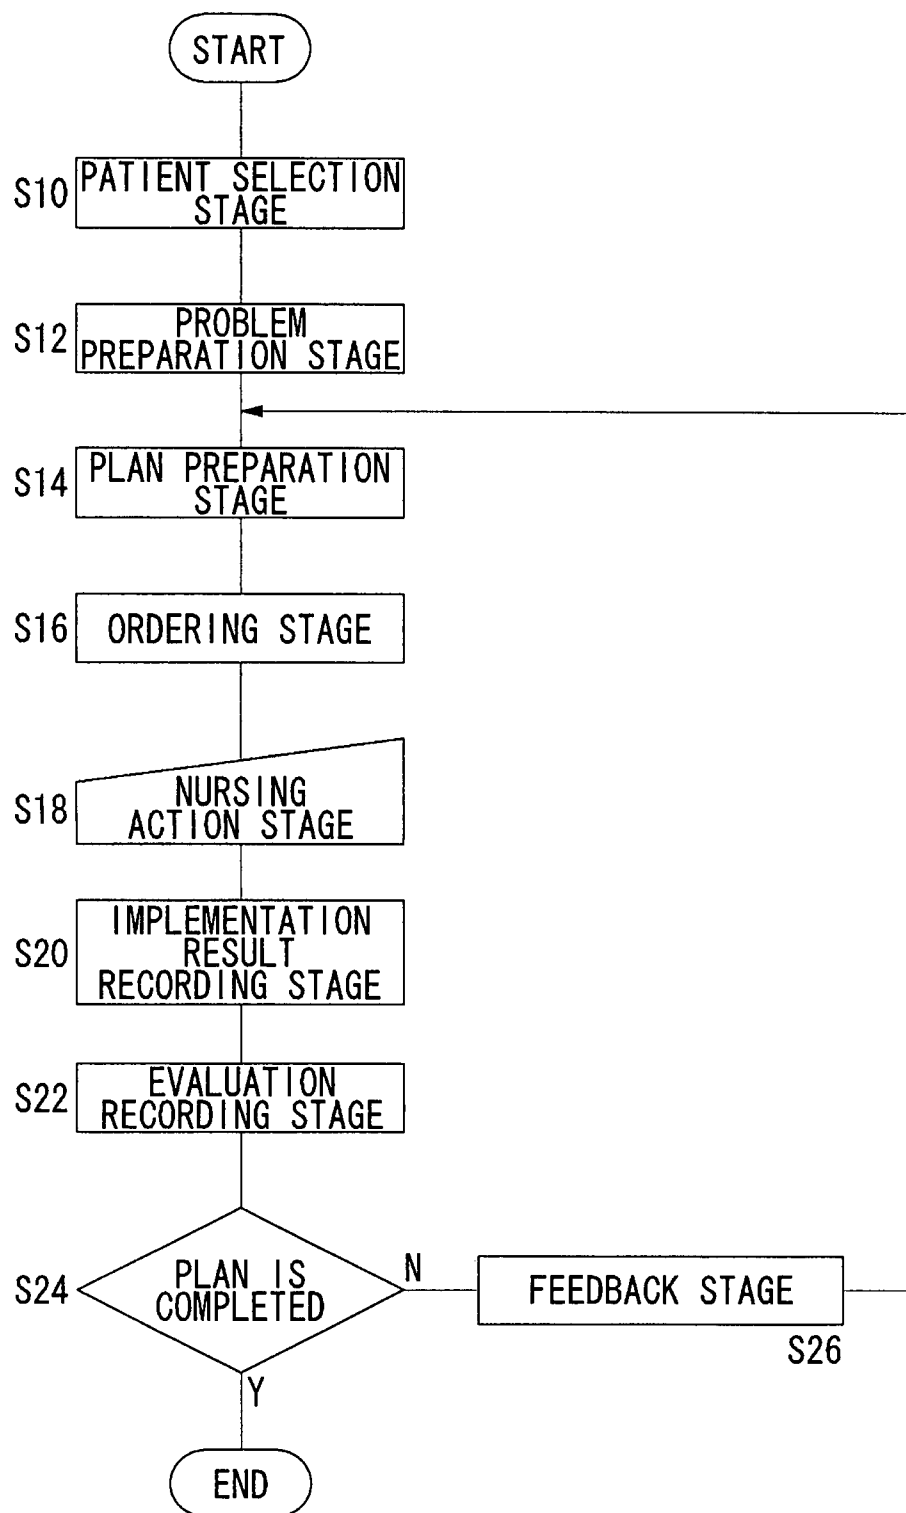 START
S10
PATIENT SELECTION
STAGE
S12
PROBLEM
PREPARATION STAGE
S14
PLAN PREPARATION
STAGE
S16
ORDERING STAGE
S18
NURSING
ACTION STAGE
S20
IMPLEMENTATION
RESULT
RECORDING STAGE
S22
EVALUATION
RECORDING STAGE
S24
PLAN IS
COMPLETED
N
FEEDBACK STAGE
S26
Y
END